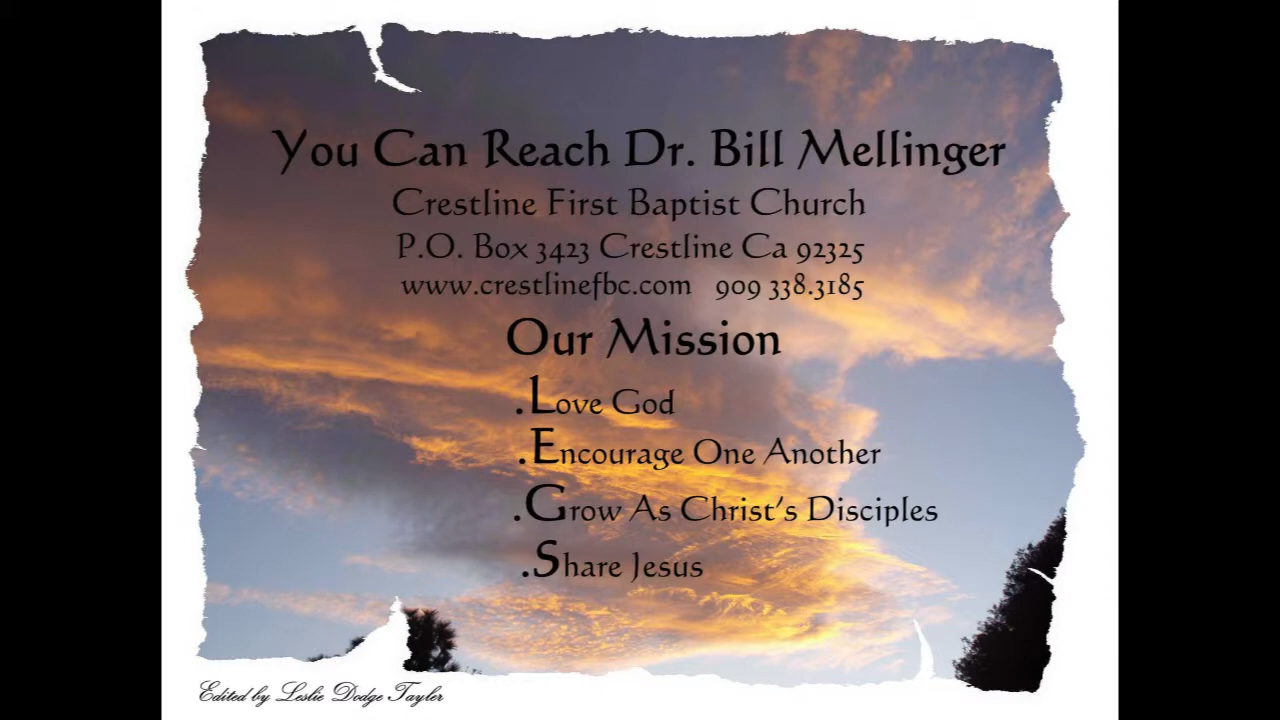 You Can Reach Dr. Bill Mellinger
Crestline First Baptist Church
P.O. Box 3423 Crestline Ca 92325
www.crestlinefbc.com 909 338.3185
Our Mission
.Love God
.Encourage One Another
.Grow As Christ's Disciples
.Share Jesus
Edited by Leslie Dodge Tayler